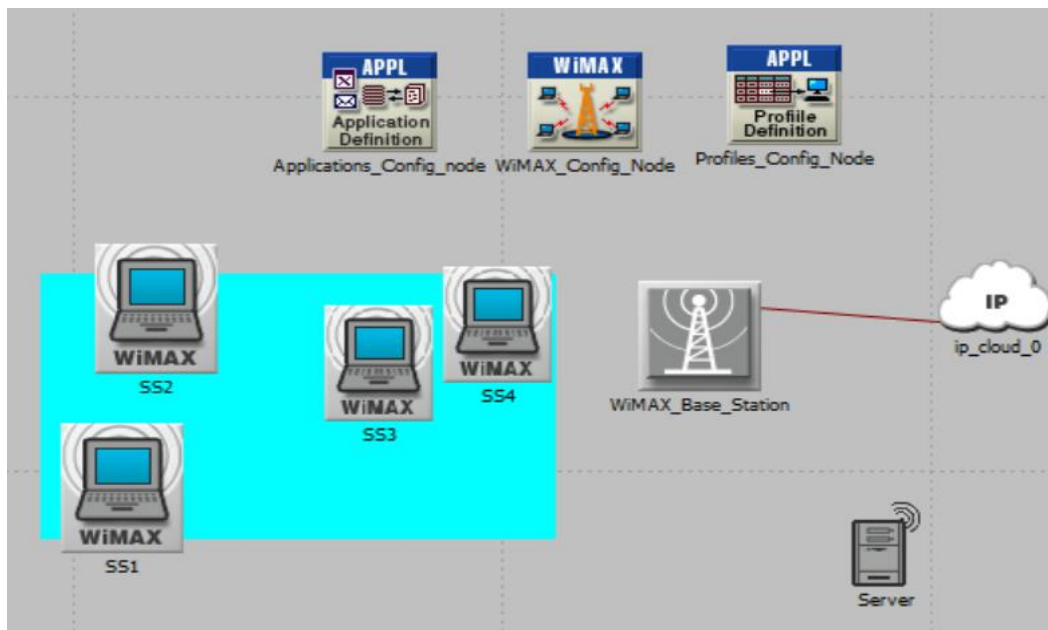 APPL
Application
Definition
Applications_Config_node
WiMAX
WiMAX_Config_Node
APPL
Profiile
Definition
Profiles_Config_Node
WiMAX
SS2
WiMAX
SS3
WiMAX
SS4
WiMAX_Base_Station
IP
ip_cloud_0
WiMAX
SS1
Server